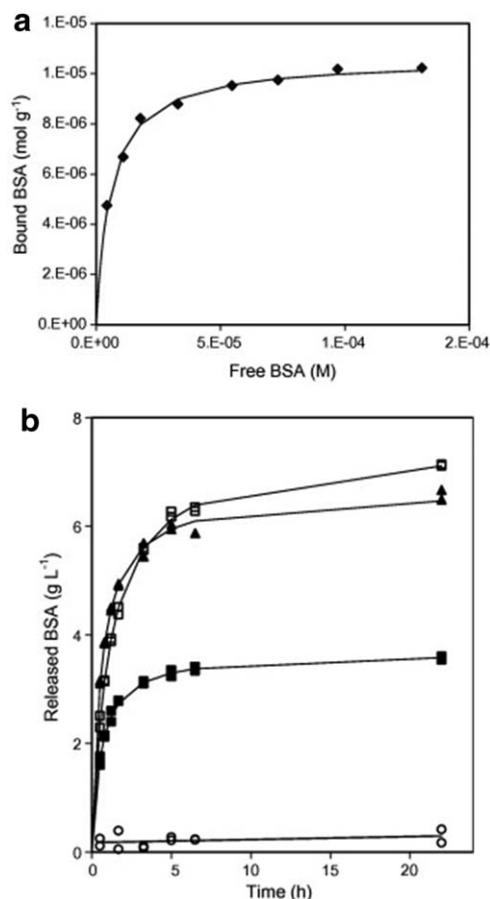 a
1.E-05
1.E-05
8.E-06
6.E-06
4.E-06
2.E-06
0.E+00
Bound BSA (mol g-1)
0.E+00 5.E-05 1.E-04 2.E-04
Free BSA (M)
b
8
6
4
2
0
Released BSA (g L-1)
0 5 10 15 20
Time (h)